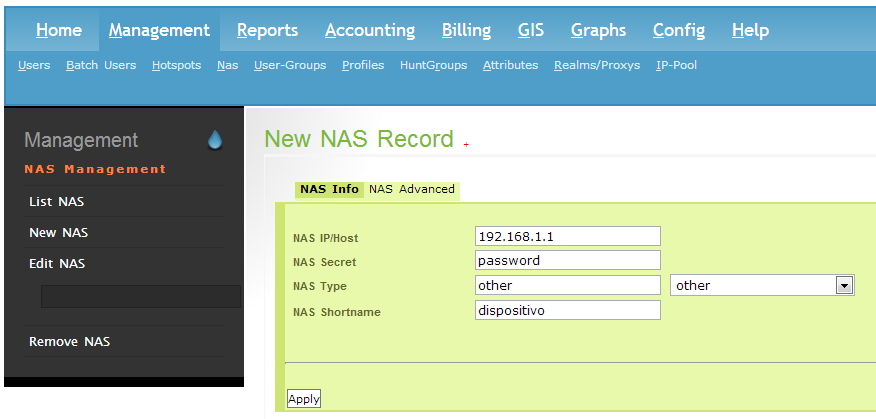 Home Management Reports Accounting Billing GIS Graphs Config Help
Users Batch Users Hotspots Nas User-Groups Profiles HuntGroups Attributes Realms/Proxys IP-Pool
Management
NAS Management
List NAS
New NAS
Edit NAS
Remove NAS
New NAS Record +
NAS Info NAS Advanced
NAS IP/Host 192.168.1.1
NAS Secret password
NAS Type other other
NAS Shortname dispositivo
Apply